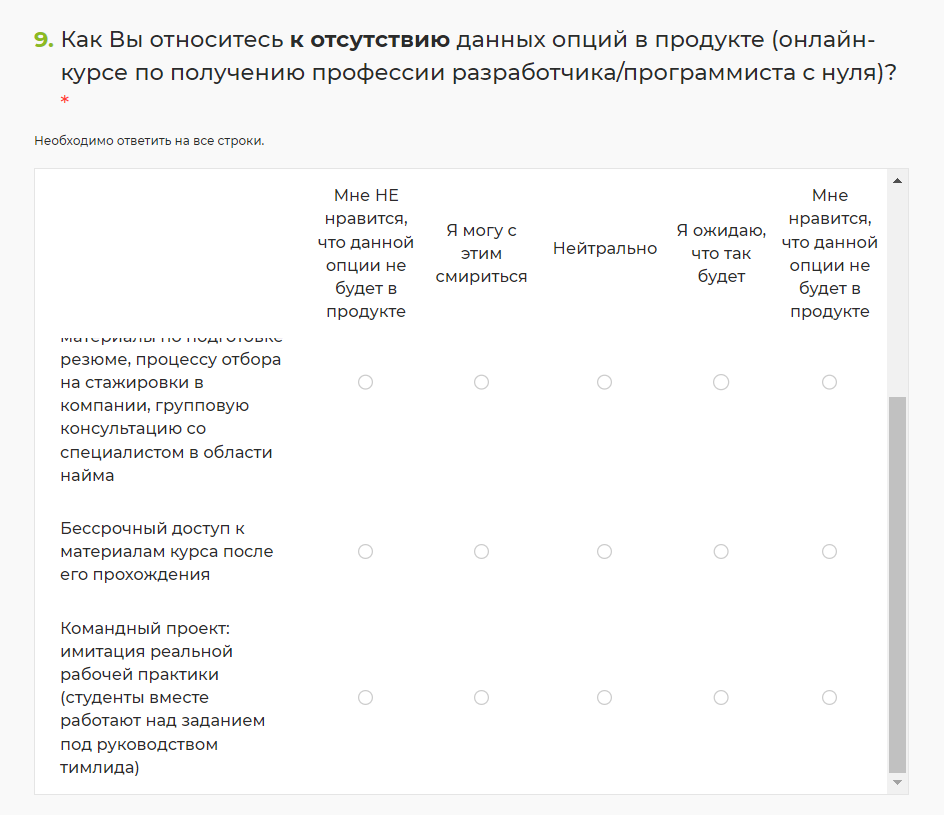 9. Как Вы относитесь к отсутствию данных опций в продукте (онлайн-
курсе по получению профессии разработчика/программиста с нуля)?
*
Необходимо ответить на все строки.
Мне НЕ
нравится,
что данной
опции не
будет в
продукте
Я могу с
этим
смириться
Нейтрально
Я ожидаю,
что так
будет
Мне
нравится,
что данной
опции не
будет в
продукте
материалы по подготовке
резюме, процессу отбора
на стажировки в
компании, групповую
консультацию со
специалистом в области
найма
Бессрочный доступ к
материалам курса после
его прохождения
Командный проект:
имитация реальной
рабочей практики
(студенты вместе
работают над заданием
под руководством
тимлида)